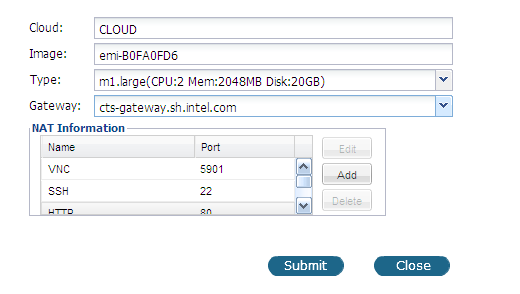 Cloud: CLOUD
Image: emi-B0FA0FD6
Type: m1.large(CPU:2 Mem:2048MB Disk:20GB)
Gateway: cts-gateway.sh.intel.com
NAT Information
Name Port
VNC 5901
SSH 22
HTTP 80
Edit
Add
Delete
Submit Close